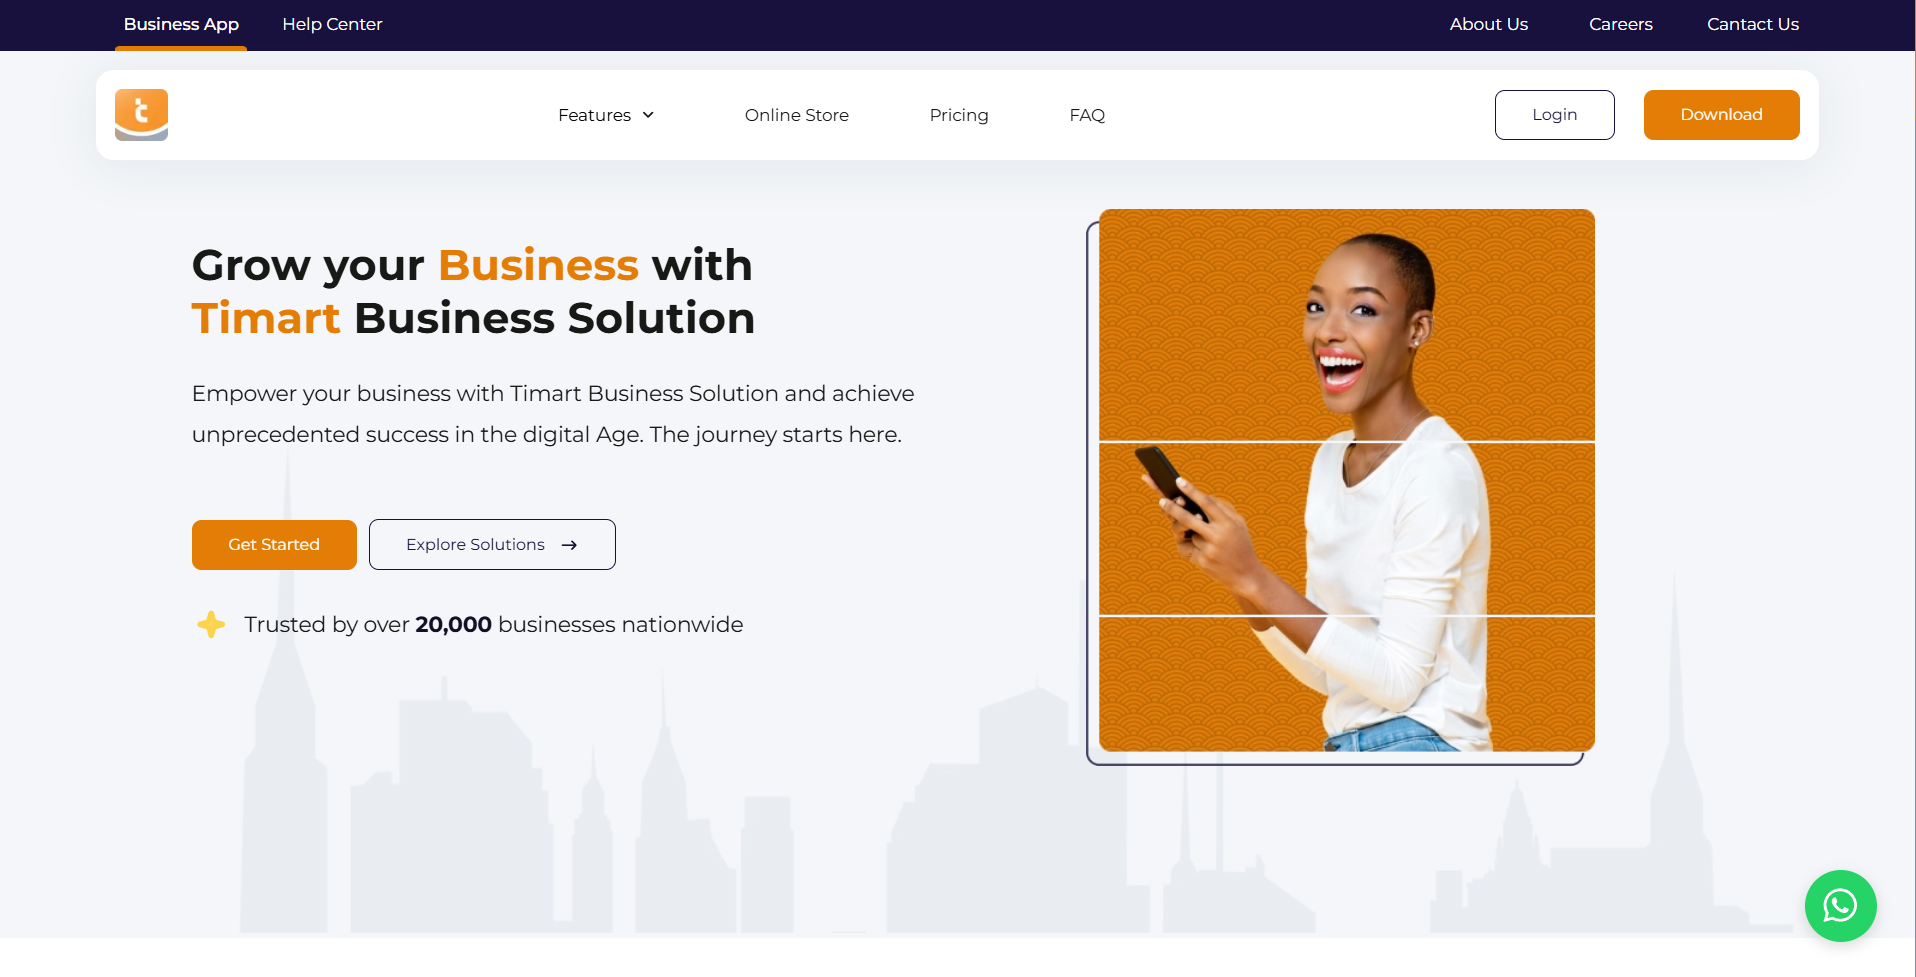 Business App
Help Center
About Us
Careers
Cantact Us
t
Features
Online Store
Pricing
FAQ
Login
Download
Grow your Business with
Timart Business Solution
Empower your business with Timart Business Solution and achieve
unprecedented success in the digital Age. The journey starts here.
Get Started
Explore Solutions →
Trusted by over 20,000 businesses nationwide